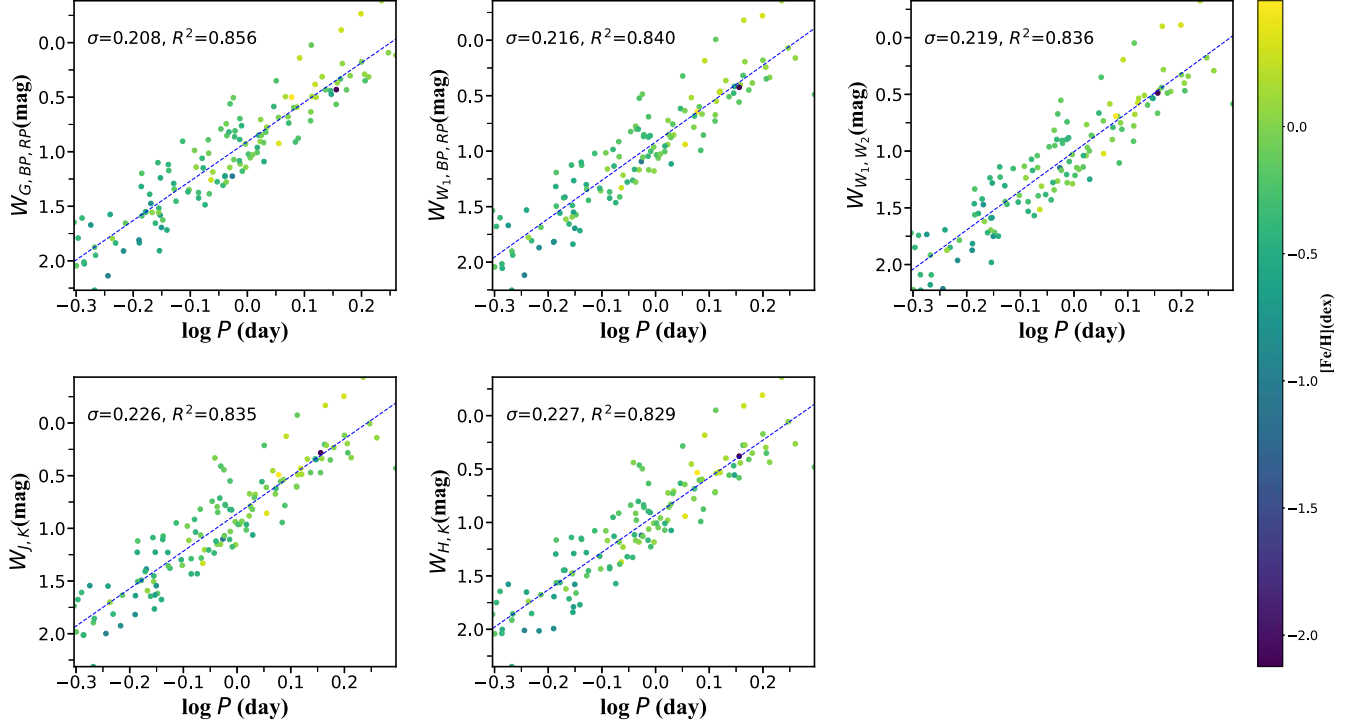 σ=0.208, R²=0.856
0.0
0.5
1.0
1.5
2.0
W_{G, BP, RP}(mag)
−0.3 −0.2 −0.1 0.0 0.1 0.2
log P (day)
σ=0.216, R²=0.840
0.0
0.5
1.0
1.5
2.0
W_{W_1, BP, RP}(mag)
−0.3 −0.2 −0.1 0.0 0.1 0.2
log P (day)
σ=0.219, R²=0.836
0.0
0.5
1.0
1.5
2.0
W_{W_1, W_2}(mag)
−0.3 −0.2 −0.1 0.0 0.1 0.2
log P (day)
σ=0.226, R²=0.835
0.0
0.5
1.0
1.5
2.0
W_{J, K}(mag)
−0.3 −0.2 −0.1 0.0 0.1 0.2
log P (day)
σ=0.227, R²=0.829
0.0
0.5
1.0
1.5
2.0
W_{H, K}(mag)
−0.3 −0.2 −0.1 0.0 0.1 0.2
log P (day)
0.0
−0.5
−1.0
−1.5
−2.0
[Fe/H](dex)